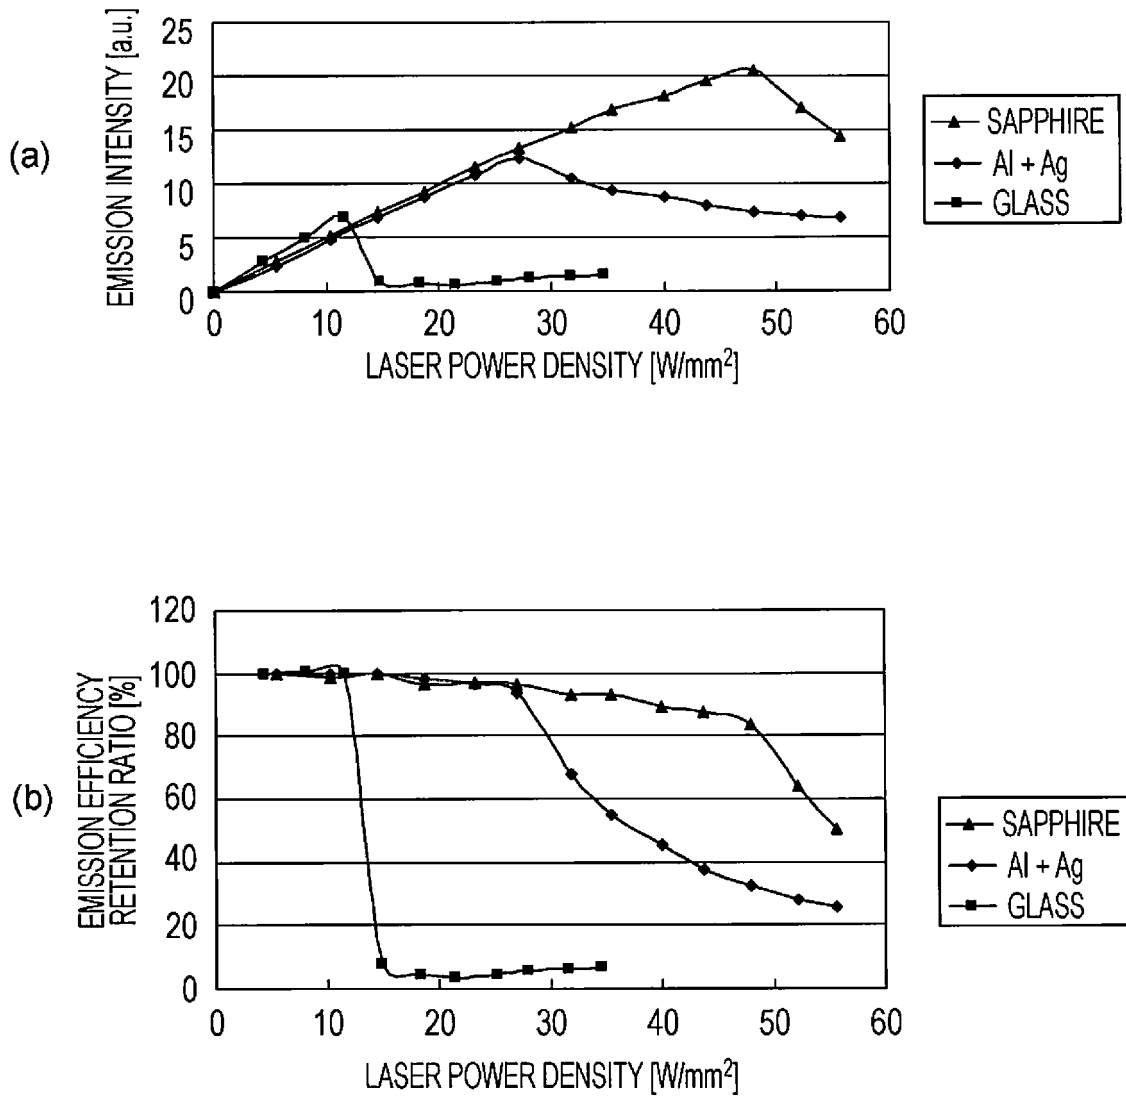 (a)
EMISSION INTENSITY [a.u.]
25
20
15
10
5
0
0 10 20 30 40 50 60
LASER POWER DENSITY [W/mm²]
SAPPHIRE
Al + Ag
GLASS
(b)
EMISSION EFFICIENCY
RETENTION RATIO [%]
120
100
80
60
40
20
0
0 10 20 30 40 50 60
LASER POWER DENSITY [W/mm²]
SAPPHIRE
Al + Ag
GLASS